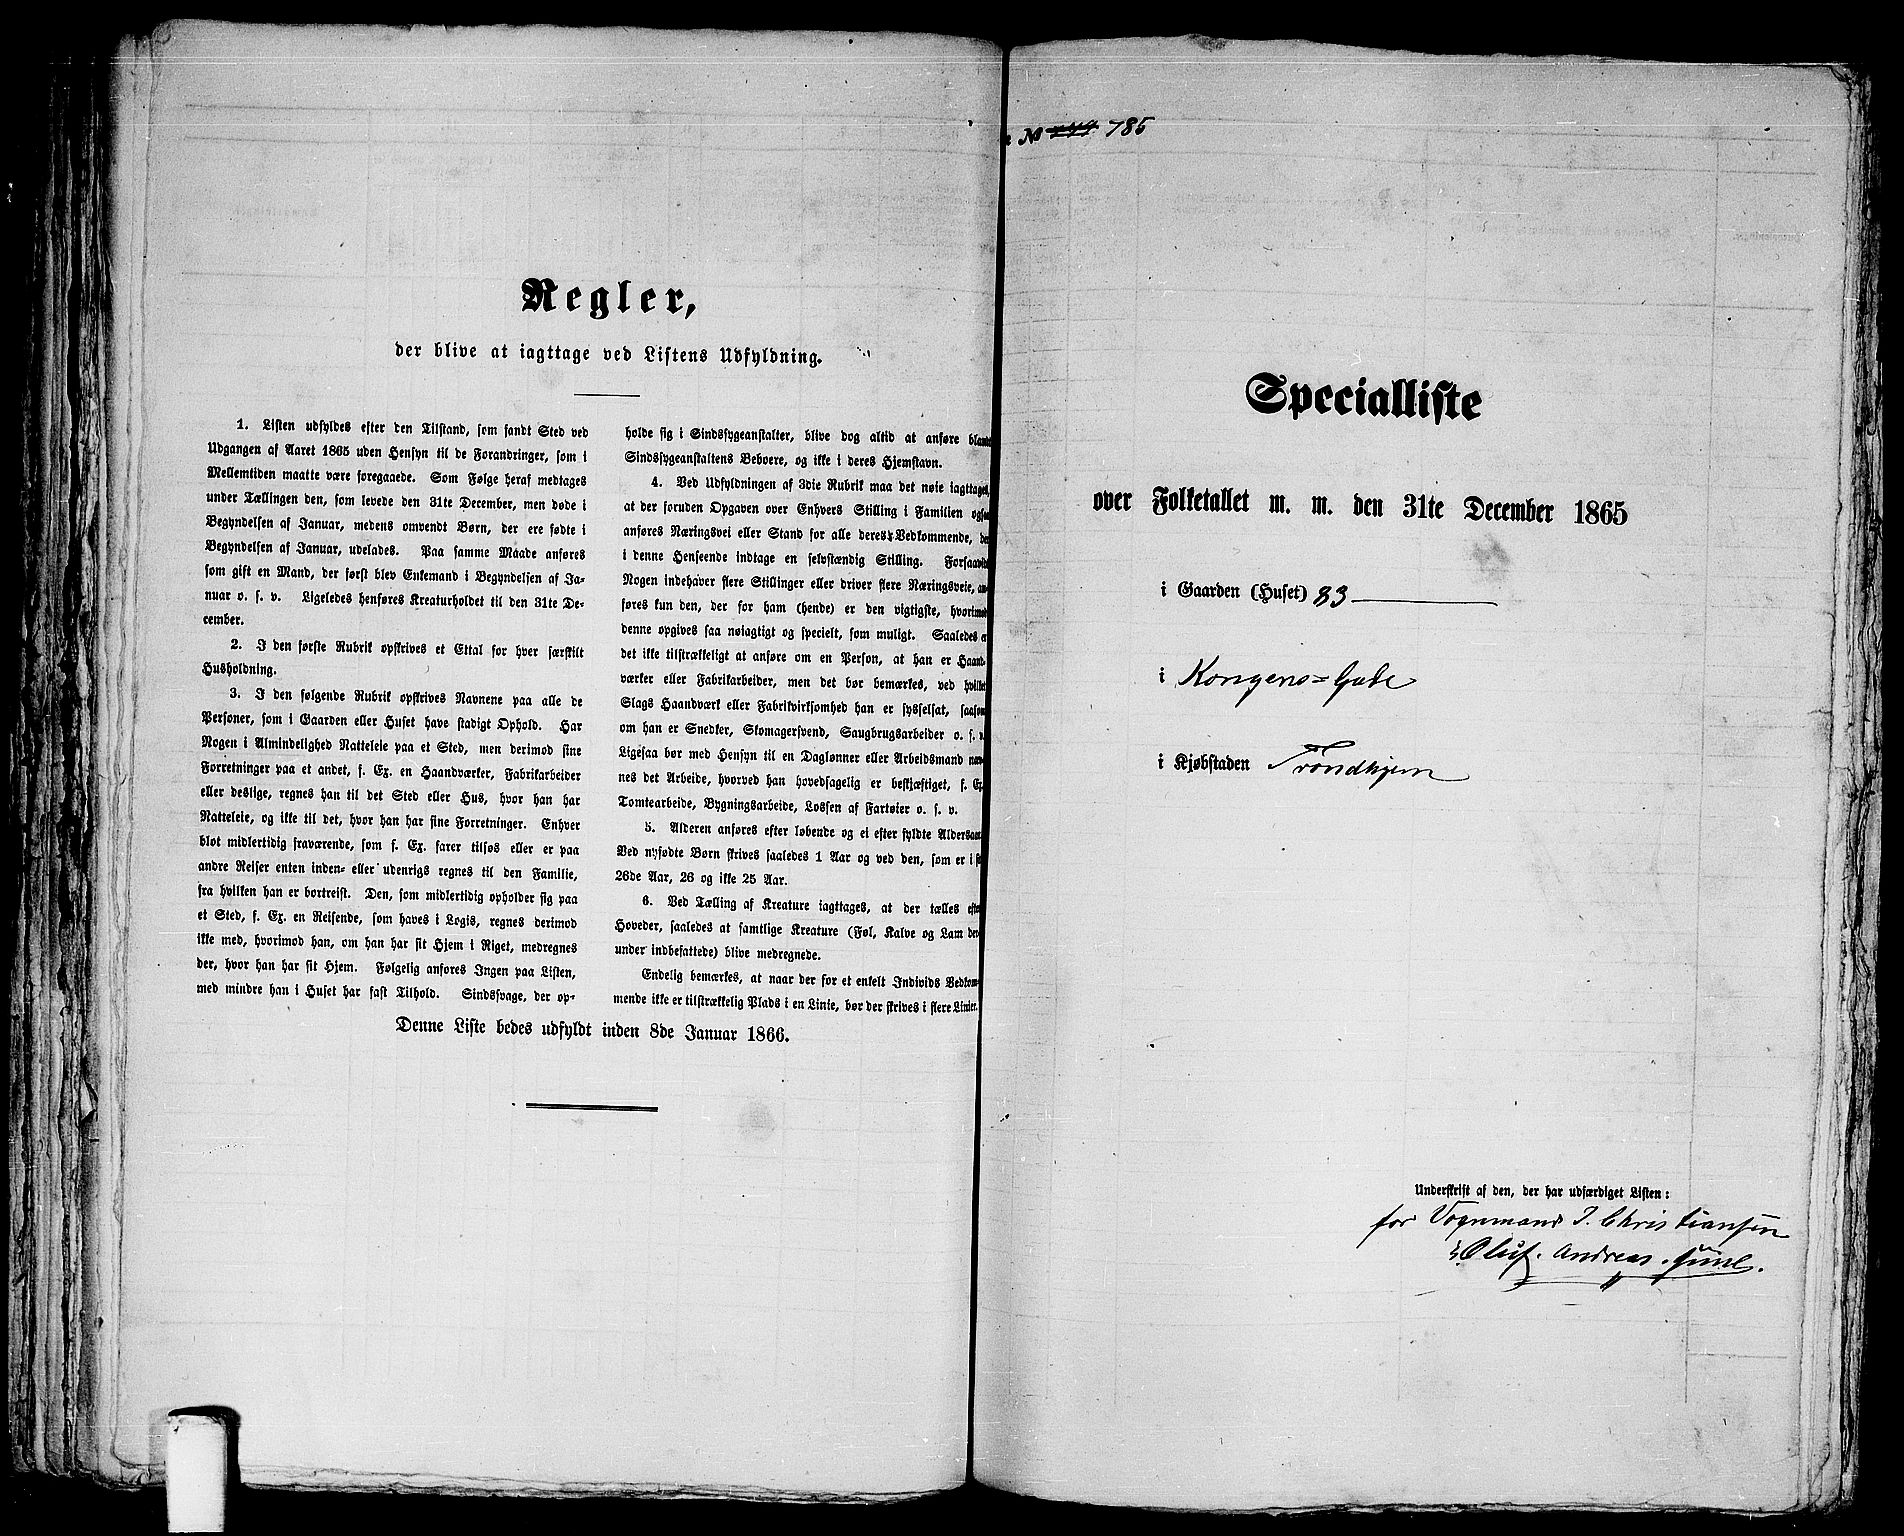 Regler,
der blive at iagttage ved Listens Udfyldning.
1. Listen udfyldes efter den Tilstand, som fandt Sted ved
Udgangen af Aaret 1865 uden Hensyn til de Forandringer, som i
Mellemtiden maatte være foregaaede. Som Følge heraf medtages
under Tællingen den, som levede den 31te December, men døde i
Begyndelsen af Januar, medens omvendt Børn, der ere fødte i
Begyndelsen af Januar, udelades. Paa samme Maade anføres
som gift en Mand, der først blev Enkemand i Begyndelsen af Ja-
nuar o. s. v. Ligeledes henføres Kreaturholdet til den 31te De-
cember.
2. I den første Rubrik opskrives et Ettal for hver særskilt
Husholdning.
3. I den følgende Rubrik opskrives Navnene paa alle de
Personer, som i Gaarden eller Huset have stadigt Ophold. Har
Nogen i Almindelighed Natteleie paa et Sted, men derimod sine
Forretninger paa et andet, f. Ex. en Haandværker, Fabrikarbeider
eller deslige, regnes han til det Sted eller Hus, hvor han har
Natteleie, og ikke til det, hvor han har sine Forretninger. Enhver
blot midlertidig fraværende, som f. Ex. farer tilsøs eller er paa
andre Reiser enten inden- eller udenrigs regnes til den Familie,
fra hvilken han er bortreist. Den, som midlertidig opholder sig paa
et Sted, f. Ex. en Reisende, som haves i Logis, regnes derimod
ikke med, hvorimod han, om han har sit Hjem i Riget, medregnes
der, hvor han har sit Hjem. Følgelig anføres Ingen paa Listen,
med mindre han i Huset har fast Tilhold. Sindssvage, der op-
holde sig i Sindssygeanstalter, blive dog altid at anføre blandt
Sindssygeanstaltens Beboere, og ikke i deres Hjemstavn.
4. Ved Udfyldningen af 3die Rubrik maa det nøie iagttages,
at der foruden Opgaven over Enhvers Stilling i Familien ogsaa
anføres Næringsvei eller Stand for alle deres Vedkommende, de
i denne Henseende indtage en selvstændig Stilling. Forsaavidt
Nogen indehaver flere Stillinger eller driver flere Næringsveie, an-
føres kun den, der for ham (hende) er den vigtigste, hvorimod
denne opgives saa nøiagtigt og specielt, som muligt. Saaledes er
det ikke tilstrækkeligt at anføre om en Person, at han er Haand-
værker eller Fabrikarbeider, men det bør bemærkes, ved hvilket
Slags Haandværk eller Fabrikvirksomhed han er sysselsat, saasom
om han er Snedker, Skomagersvend, Saugbrugsarbeider o. s. v.
Ligesaa bør med Hensyn til en Daglønner eller Arbeidsmand næv-
nes det Arbeide, hvorved han hovedsagelig er beskjæftiget, f. Ex.
Tomtearbeide, Bygningsarbeide, Lossen af Fartøier o. s. v.
5. Alderen anføres efter løbende og ei efter fyldte Aldersaar.
Ved nyfødte Børn skrives saaledes 1 Aar og ved den, som er i sit
26de Aar, 26 og ikke 25 Aar.
6. Ved Tælling af Kreature iagttages, at der tælles efter
Hoveder, saaledes at samtlige Kreature (Føl, Kalve og Lam der-
under indbefattede) blive medregnede.
Endelig bemærkes, at naar der for et enkelt Individs Vedkom-
mende ikke er tilstrækkelig Plads i en Linie, bør der skrives i flere Linier.
Denne Liste bedes udfyldt inden 8de Januar 1866.
No 785
Specialliste
over Folketallet m. m. den 31te December 1865
i Gaarden (Huset) 83
i Kongens=Gade
i Kjøbstaden Trondhjem
Underskrift af den, der har udfærdiget Listen:
for Vognmand J. Christiansen
Oluf. Andreas.